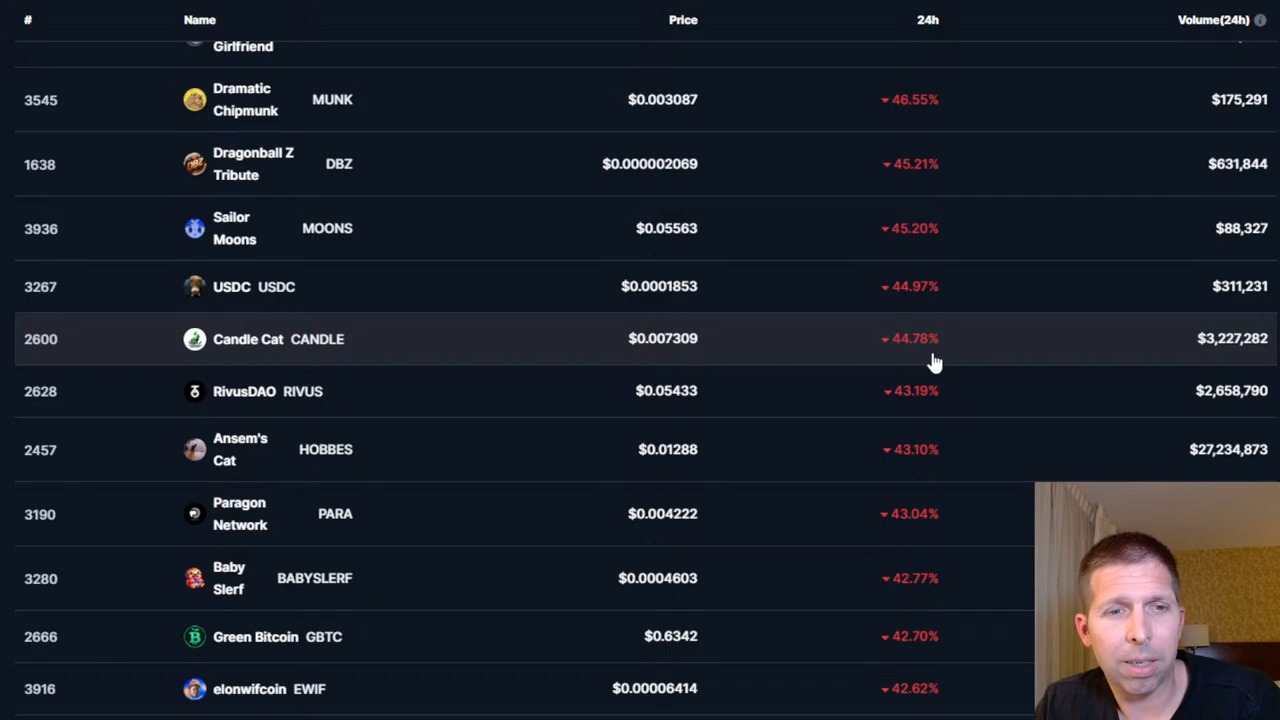 # Name Price 24h Volume(24h)
Girlfriend
3545 Dramatic Chipmunk MUNK $0.003087 46.55% $175,291
1638 Dragonball Z Tribute DBZ $0.000002069 45.21% $631,844
3936 Sailor Moons MOONS $0.05563 45.20% $88,327
3267 USDC USDC $0.0001853 44.97% $311,231
2600 Candle Cat CANDLE $0.007309 44.78% $3,227,282
2628 RivusDAO RIVUS $0.05433 43.19% $2,658,790
2457 Ansem's Cat HOBBES $0.01288 43.10% $27,234,873
3190 Paragon Network PARA $0.004222 43.04%
3280 Baby Slerf BABYSLERF $0.0004603 42.77%
2666 Green Bitcoin GBTC $0.6342 42.70%
3916 elonwifcoin EWIF $0.00006414 42.62%